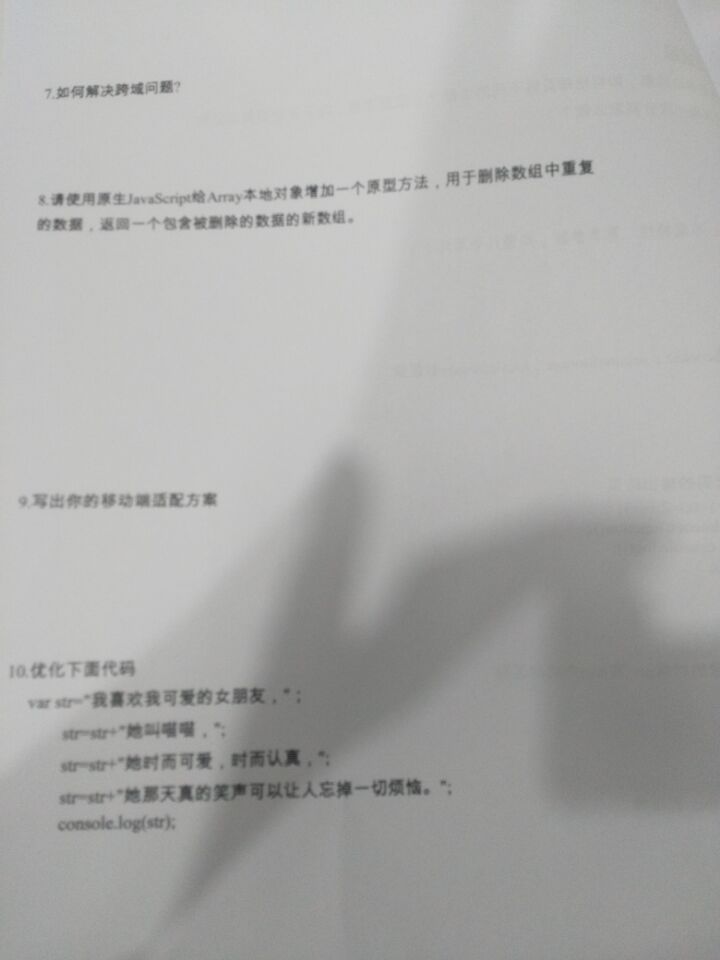 7.如何解决跨域问题?
8.请使用原生JavaScript给Array本地对象增加一个原型方法，用于删除数组中重复
的数据，返回一个包含被删除的数据的新数组。
9.写出你的移动端适配方案
10.优化下面代码
var str="我喜欢我可爱的女朋友，"；
str=str+"她叫喵喵，";
str=str+"她时而可爱，时而认真，";
str=str+"她那天真的笑声可以让人忘掉一切烦恼。";
console.log(str);